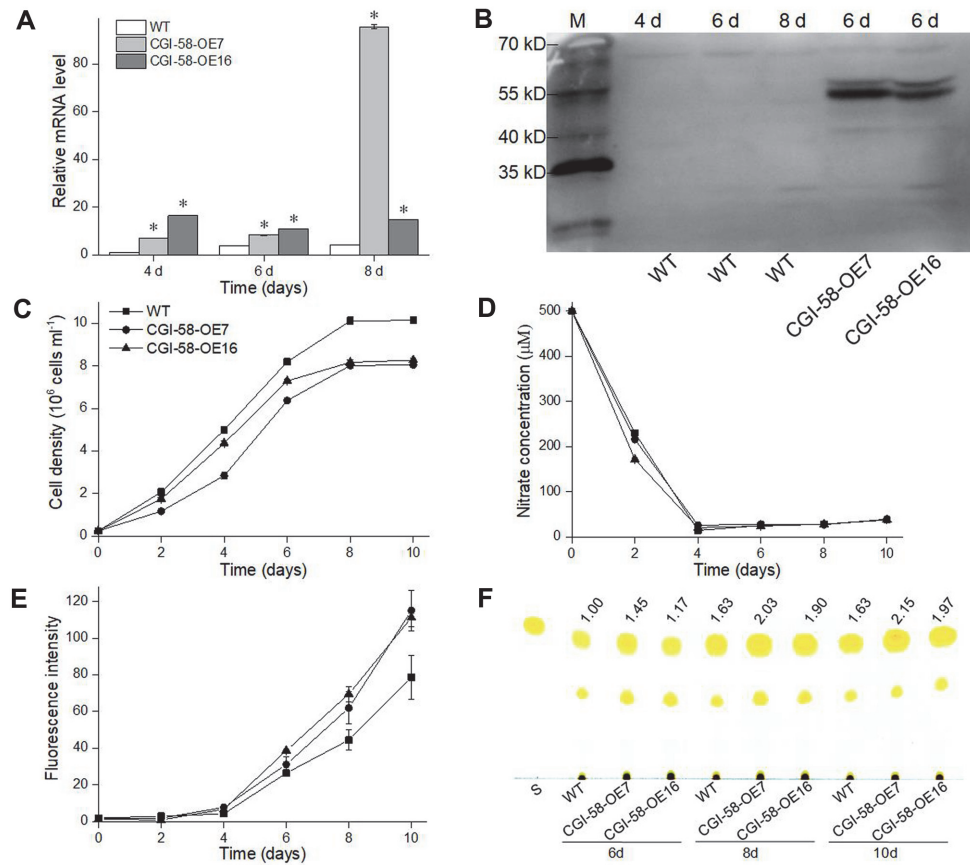 A
WT
CGI-58-OE7
CGI-58-OE16
Relative mRNA level
80
60
40
20
0
* * * * * *
4 d 6 d 8 d
Time (days)
B
M 4 d 6 d 8 d 6 d 6 d
70 kD
55 kD
40 kD
35 kD
WT WT WT CGI-58-OE7 CGI-58-OE16
C
WT
CGI-58-OE7
CGI-58-OE16
Cell density (10⁶ cells ml⁻¹)
10
8
6
4
2
0
0 2 4 6 8 10
Time (days)
D
Nitrate concentration (μM)
500
400
300
200
100
0
0 2 4 6 8 10
Time (days)
E
Fluorescence intensity
120
100
80
60
40
20
0
0 2 4 6 8 10
Time (days)
F
1.00 1.45 1.17 1.63 2.03 1.90 1.63 2.15 1.97
S WT CGI-58-OE7 CGI-58-OE16 WT CGI-58-OE7 CGI-58-OE16 WT CGI-58-OE7 CGI-58-OE16
6d 8d 10d